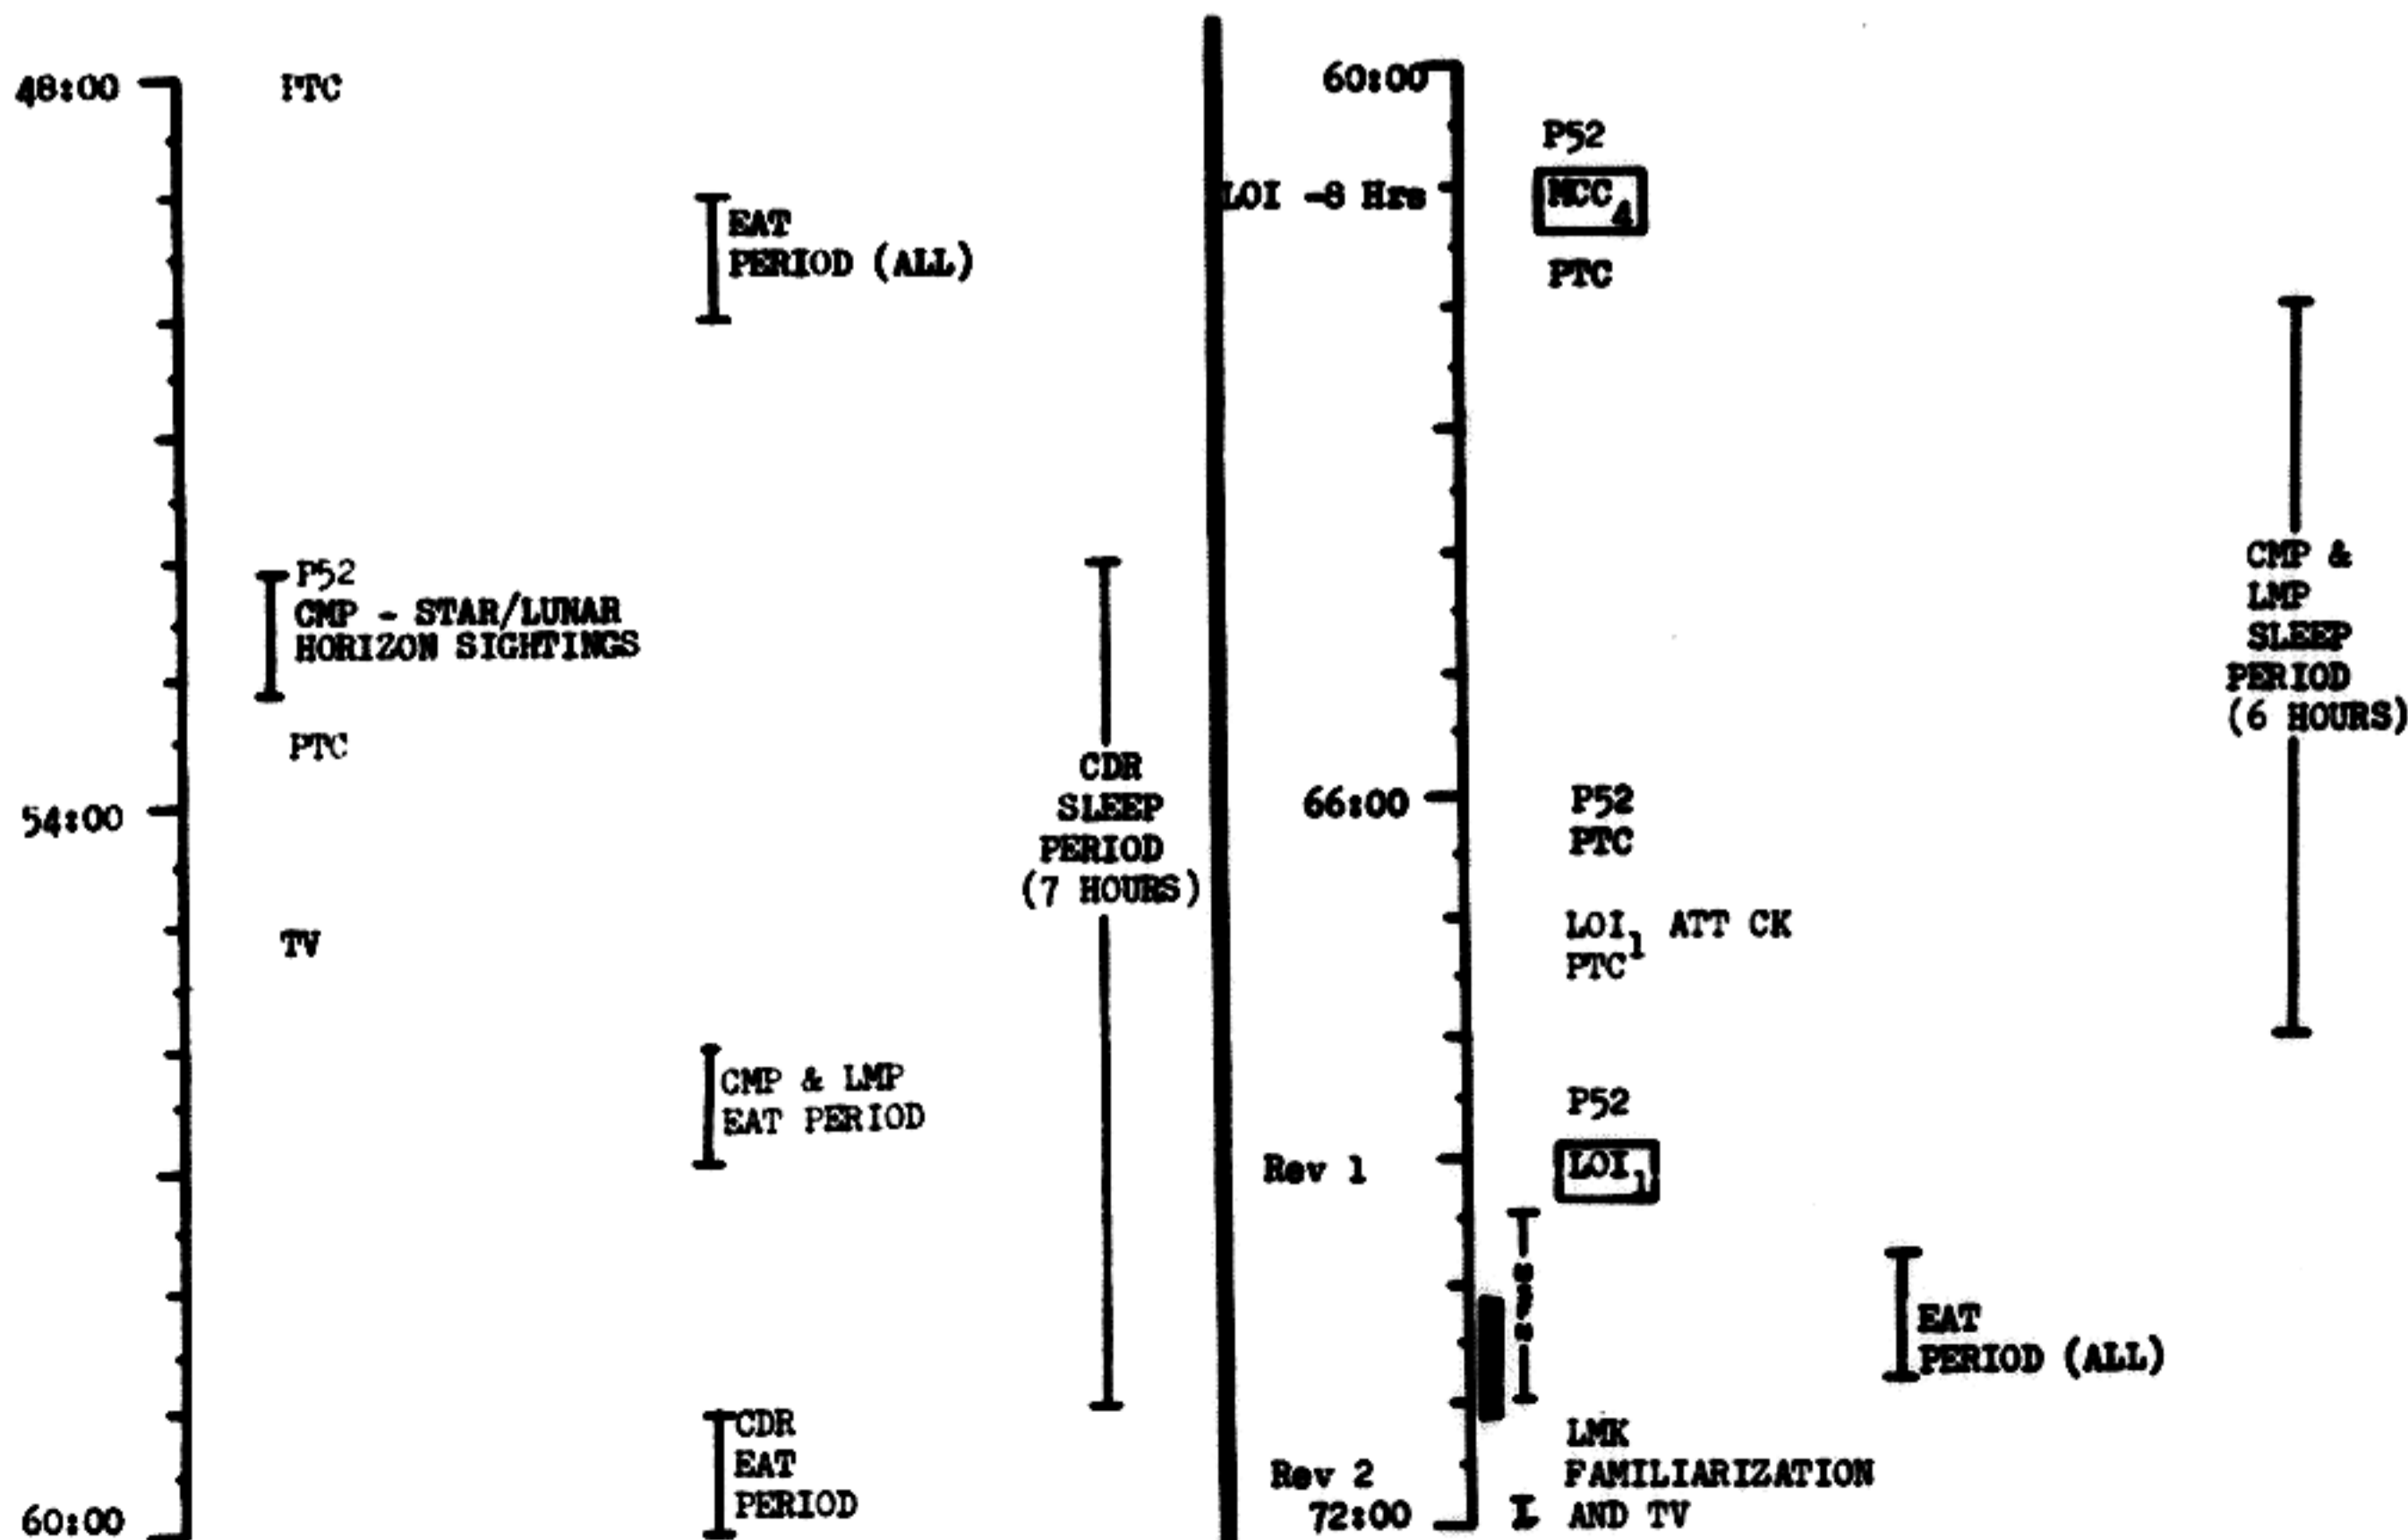 48:00 PTC
EAT
PERIOD (ALL)
P52
CMP - STAR/LUNAR
HORIZON SIGHTINGS
PTC
CDR
SLEEP
PERIOD
(7 HOURS)
54:00
TV
CMP & LMP
EAT PERIOD
CDR
EAT
PERIOD
60:00
60:00
P52
LOI -8 Hrs MCC4
PTC
CMP &
LMP
SLEEP
PERIOD
(6 HOURS)
66:00 P52
PTC
LOI1 ATT CK
PTC
P52
Rev 1 LOI1
EAT
PERIOD (ALL)
LMK
Rev 2 FAMILIARIZATION
72:00 AND TV